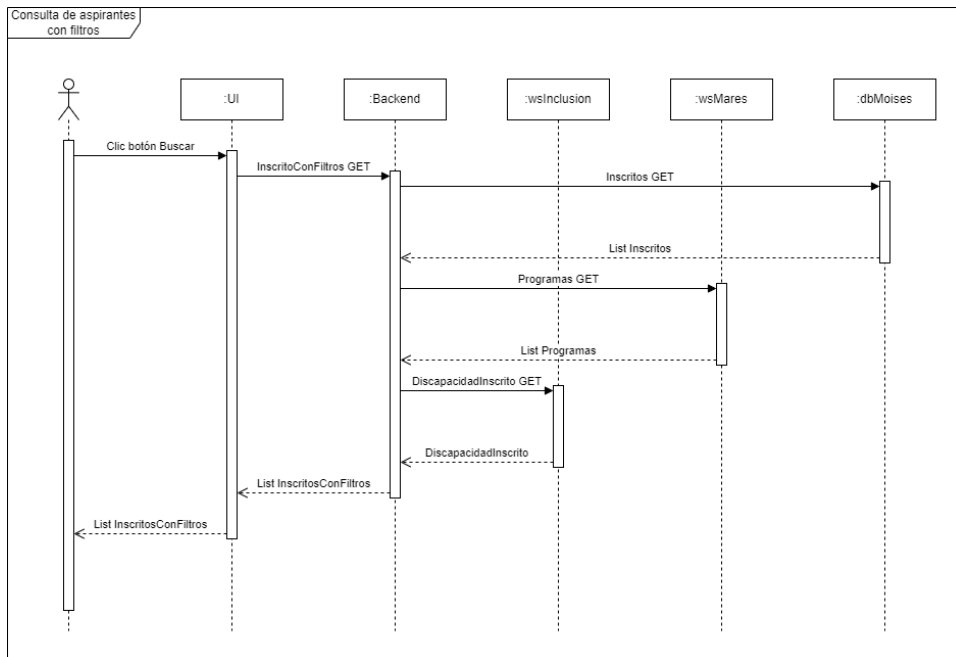 Consulta de aspirantes
con filtros
:UI
:Backend
:wsInclusion
:wsMares
:dbMoises
Clic botón Buscar
InscritoConFiltros GET
Inscritos GET
List Inscritos
Programas GET
List Programas
DiscapacidadInscrito GET
DiscapacidadInscrito
List InscritosConFiltros
List InscritosConFiltros